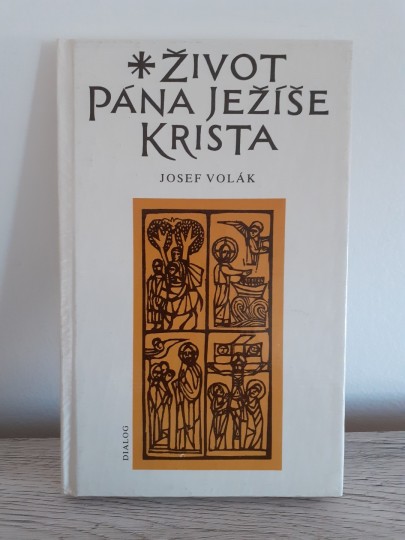 * ŽIVOT
PÁNA JEŽÍŠE
KRISTA
JOSEF VOLÁK
DIALOG